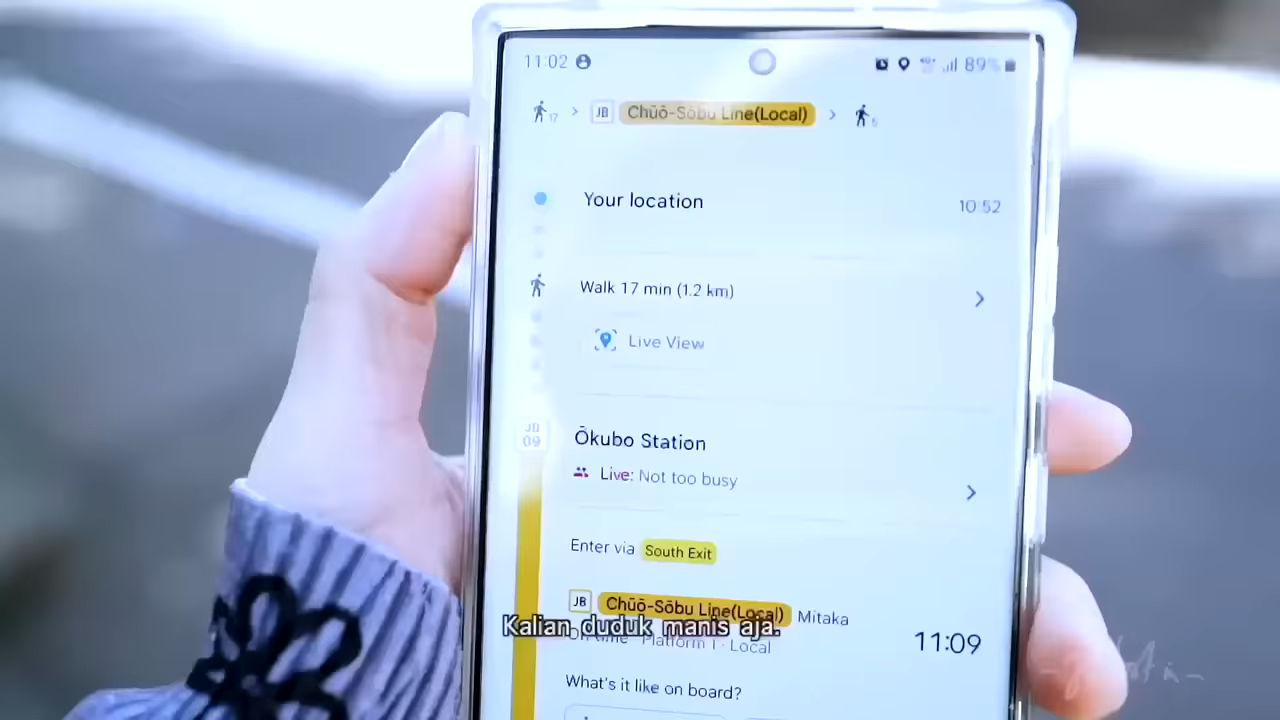 11:02 89%
17 JB Chūō-Sōbu Line(Local) 5
Your location 10:52
Walk 17 min (1.2 km)
Live View
JB 09
Ōkubo Station
Live: Not too busy
Enter via South Exit
JB Chūō-Sōbu Line(Local) Mitaka
Kalian duduk manis aja.
Platform 1 · Local 11:09
What's it like on board?